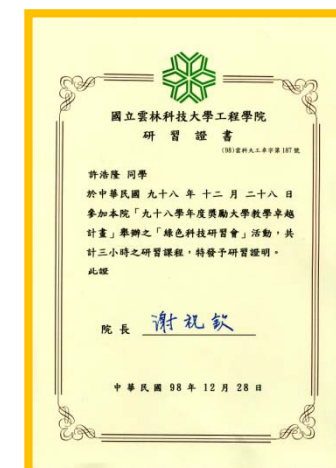 國立雲林科技大學工程學院
研習證書
(98)雲科大工卓字第187號
許浩隆 同學
於中華民國 九十八 年 十二 月 二十八 日
參加本院「九十八學年度獎勵大學教學卓越
計畫」舉辦之「綠色科技研習會」活動，共
計三小時之研習課程，特發予研習證明。
此證
院長 謝祝欽
中華民國 98 年 12 月 28 日